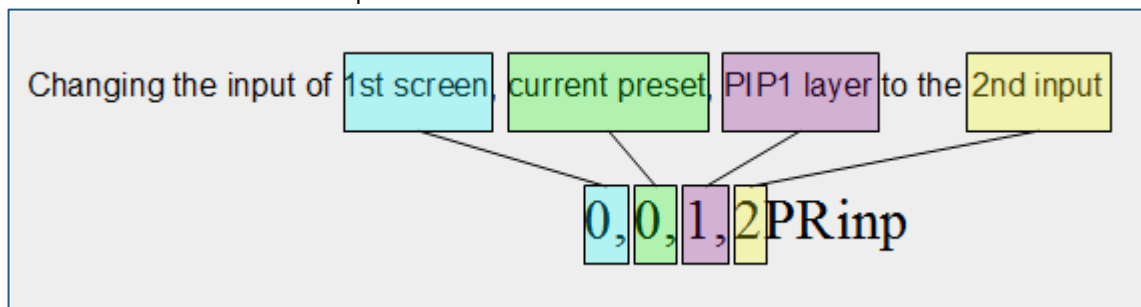 Changing the input of 1st screen, current preset, PIP1 layer to the 2nd input
0,0,1,2PRinp